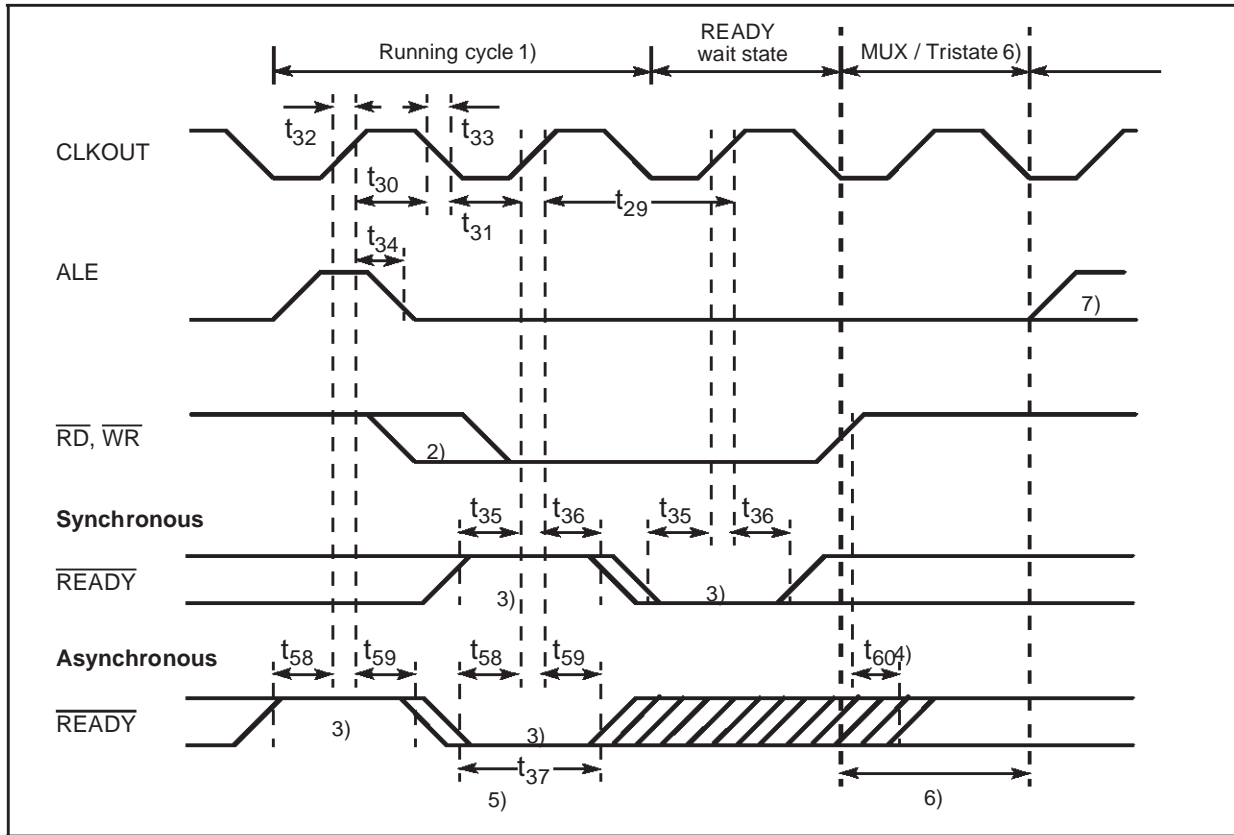 READY
Running cycle 1)
wait state
MUX / Tristate 6)
t32
t33
CLKOUT
t30
t31
t29
t34
ALE
7)
RD, WR
2)
Synchronous
t35
t36
t35
t36
READY
3)
3)
Asynchronous
t58
t59
t58
t59
t604)
READY
3)
3)
t37
5)
6)